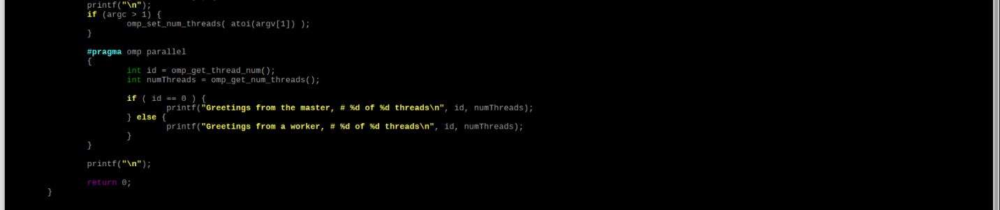 printf("\n");
if (argc > 1) {
omp_set_num_threads( atoi(argv[1]) );
}
#pragma omp parallel
{
int id = omp_get_thread_num();
int numThreads = omp_get_num_threads();
if ( id == 0 ) {
printf("Greetings from the master, # %d of %d threads\n", id, numThreads);
} else {
printf("Greetings from a worker, # %d of %d threads\n", id, numThreads);
}
}
printf("\n");
return 0;
}